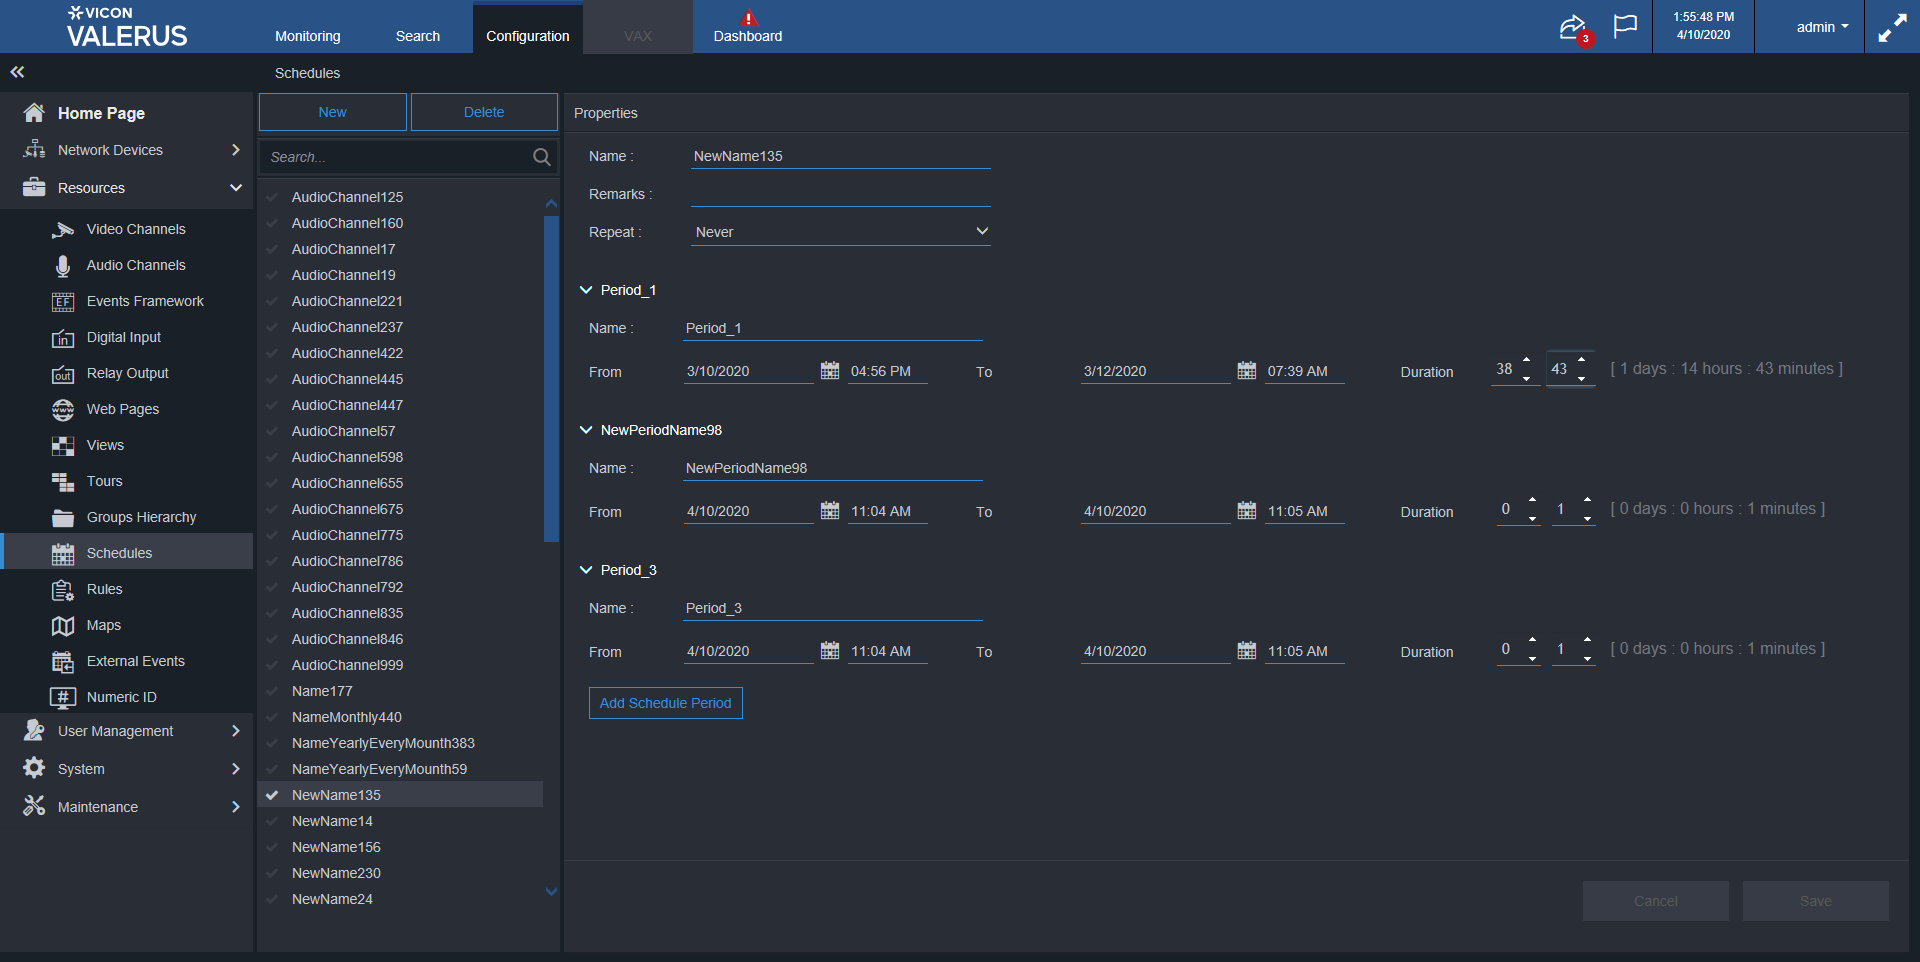 VICON
VALERUS
Monitoring
Search
Configuration
VAX
Dashboard
3
1:55:48 PM
4/10/2020
admin
Schedules
Home Page
Network Devices
Resources
Video Channels
Audio Channels
EF
Events Framework
in
Digital Input
out
Relay Output
www
Web Pages
Views
Tours
Groups Hierarchy
Schedules
Rules
Maps
External Events
#
Numeric ID
User Management
System
Maintenance
New
Delete
Search...
AudioChannel125
AudioChannel160
AudioChannel17
AudioChannel19
AudioChannel221
AudioChannel237
AudioChannel422
AudioChannel445
AudioChannel447
AudioChannel57
AudioChannel598
AudioChannel655
AudioChannel675
AudioChannel775
AudioChannel786
AudioChannel792
AudioChannel835
AudioChannel846
AudioChannel999
Name177
NameMonthly440
NameYearlyEveryMounth383
NameYearlyEveryMounth59
NewName135
NewName14
NewName156
NewName230
NewName24
Properties
Name : NewName135
Remarks :
Repeat : Never
Period_1
Name : Period_1
From 3/10/2020 04:56 PM To 3/12/2020 07:39 AM Duration 38 43 [ 1 days : 14 hours : 43 minutes ]
NewPeriodName98
Name : NewPeriodName98
From 4/10/2020 11:04 AM To 4/10/2020 11:05 AM Duration 0 1 [ 0 days : 0 hours : 1 minutes ]
Period_3
Name : Period_3
From 4/10/2020 11:04 AM To 4/10/2020 11:05 AM Duration 0 1 [ 0 days : 0 hours : 1 minutes ]
Add Schedule Period
Cancel
Save